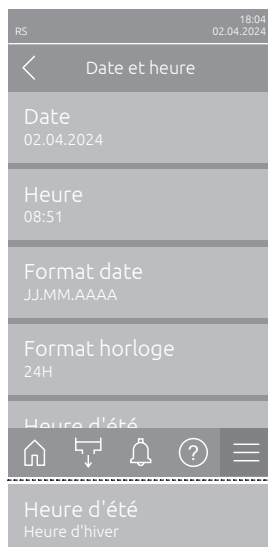 18:04
RS 02.04.2024
Date et heure
Date
02.04.2024
Heure
08:51
Format date
JJ.MM.AAAA
Format horloge
24H
Heure d'été
?
Heure d'été
Heure d'hiver